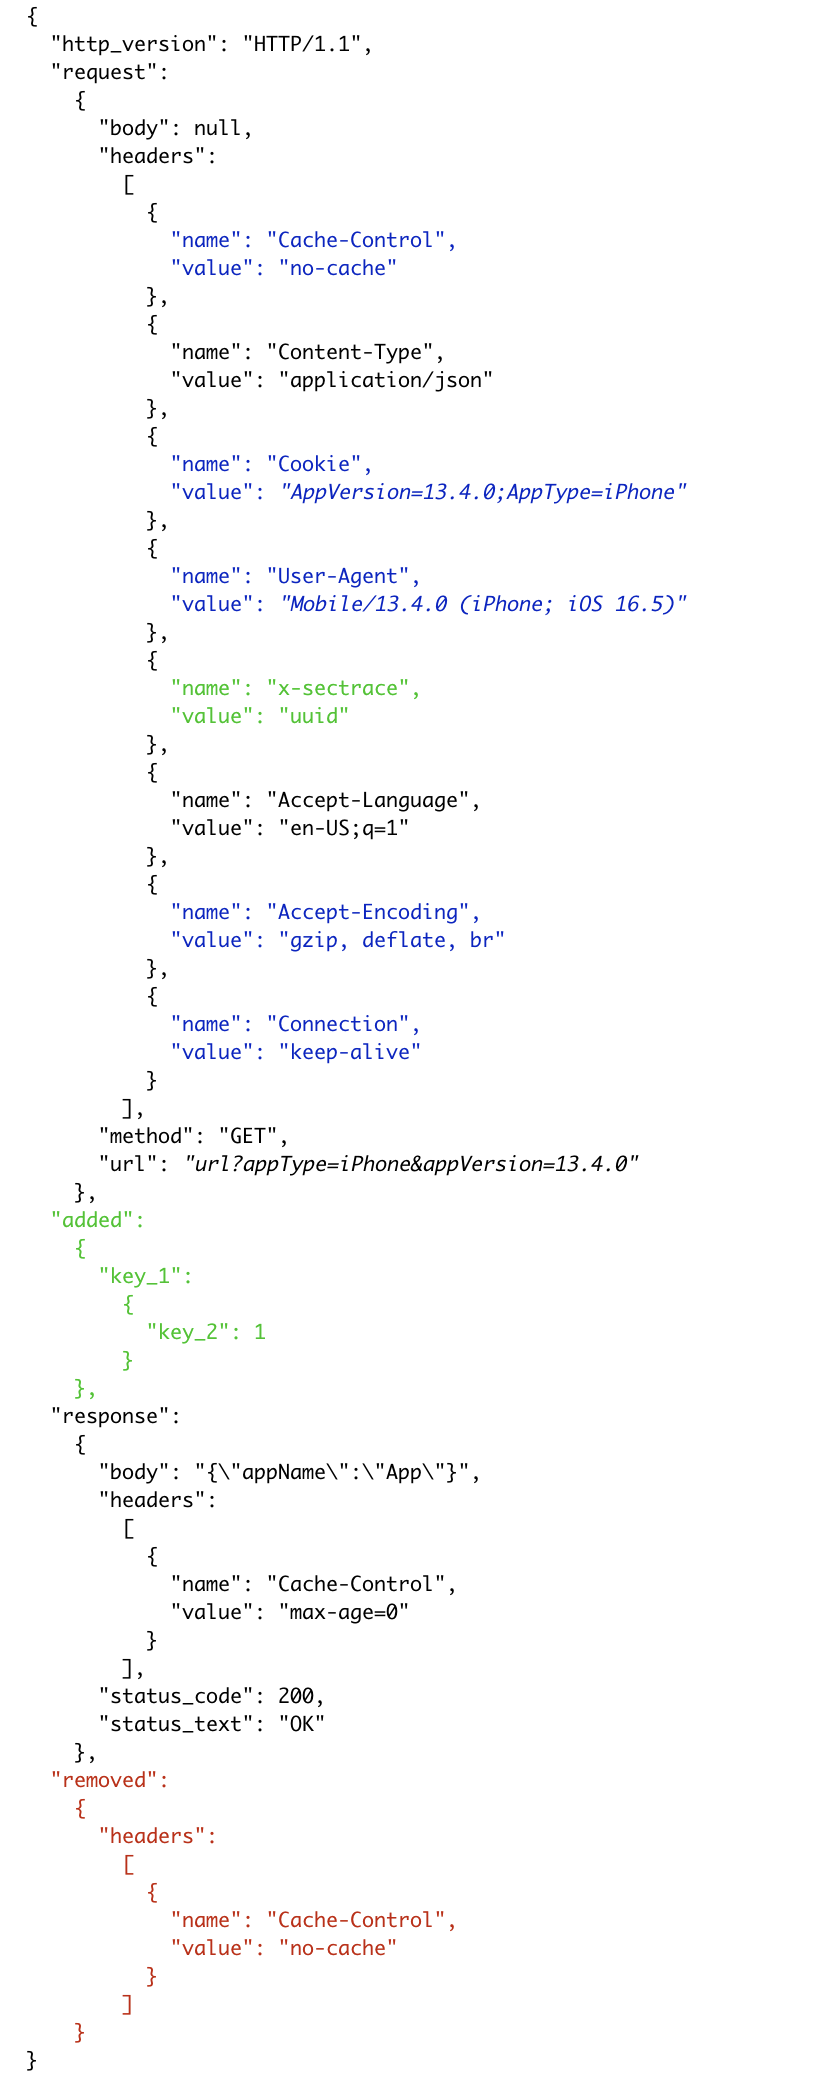 {
  "http_version": "HTTP/1.1",
  "request":
    {
      "body": null,
      "headers":
        [
          {
            "name": "Cache-Control",
            "value": "no-cache"
          },
          {
            "name": "Content-Type",
            "value": "application/json"
          },
          {
            "name": "Cookie",
            "value": "AppVersion=13.4.0;AppType=iPhone"
          },
          {
            "name": "User-Agent",
            "value": "Mobile/13.4.0 (iPhone; iOS 16.5)"
          },
          {
            "name": "x-sectrace",
            "value": "uuid"
          },
          {
            "name": "Accept-Language",
            "value": "en-US;q=1"
          },
          {
            "name": "Accept-Encoding",
            "value": "gzip, deflate, br"
          },
          {
            "name": "Connection",
            "value": "keep-alive"
          }
        ],
      "method": "GET",
      "url": "url?appType=iPhone&appVersion=13.4.0"
    },
  "added":
    {
      "key_1":
        {
          "key_2": 1
        }
    },
  "response":
    {
      "body": "{\"appName\":\"App\"}",
      "headers":
        [
          {
            "name": "Cache-Control",
            "value": "max-age=0"
          }
        ],
      "status_code": 200,
      "status_text": "OK"
    },
  "removed":
    {
      "headers":
        [
          {
            "name": "Cache-Control",
            "value": "no-cache"
          }
        ]
    }
}